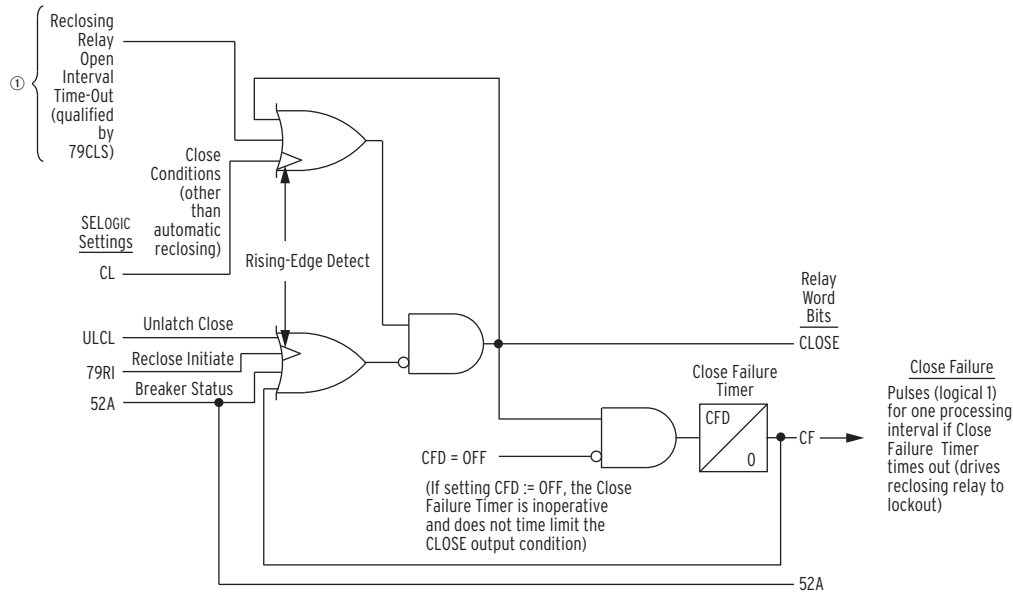 ①
Reclosing
Relay
Open
Interval
Time-Out
(qualified
by
79CLS)
Close
Conditions
(other
than
automatic
reclosing)
SELOGIC
Settings
CL
Rising-Edge Detect
ULCL
Unlatch Close
79RI
Reclose Initiate
52A
Breaker Status
Relay
Word
Bits
CLOSE
Close Failure
Timer
CFD
0
CF
Close Failure
Pulses (logical 1)
for one processing
interval if Close
Failure Timer
times out (drives
reclosing relay to
lockout)
CFD = OFF
(If setting CFD := OFF, the Close
Failure Timer is inoperative
and does not time limit the
CLOSE output condition)
52A